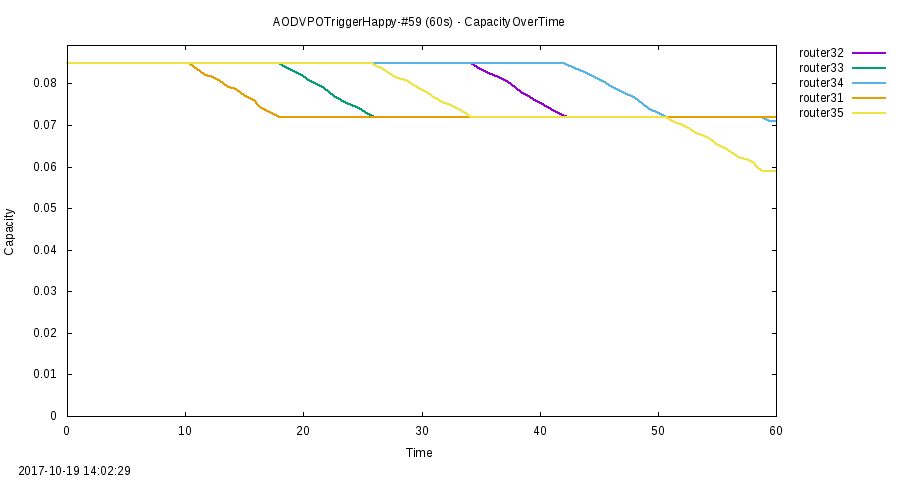 AODVPOTriggerHappy-#59 (60s) - CapacityOverTime
router32
router33
router34
router31
router35
0.08
0.07
0.06
0.05
0.04
0.03
0.02
0.01
0
Capacity
0 10 20 30 40 50 60
Time
2017-10-19 14:02:29